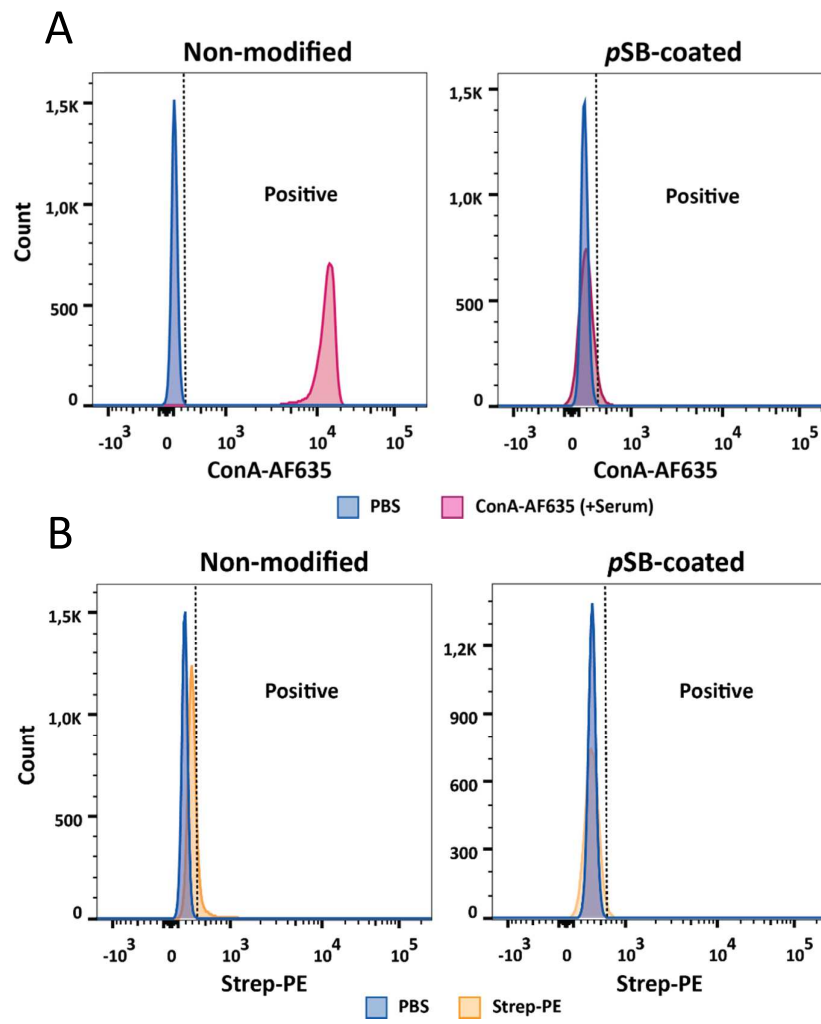 A
Non-modified
pSB-coated
1,5K
1,0K
500
0
Count
Positive
-10³ 0 10³ 10⁴ 10⁵
ConA-AF635
1,5K
1,0K
500
0
Positive
-10³ 0 10³ 10⁴ 10⁵
ConA-AF635
PBS
ConA-AF635 (+Serum)
B
Non-modified
pSB-coated
1,5K
1,0K
500
0
Count
Positive
-10³ 0 10³ 10⁴ 10⁵
Strep-PE
1,2K
900
600
300
0
Positive
-10³ 0 10³ 10⁴ 10⁵
Strep-PE
PBS
Strep-PE